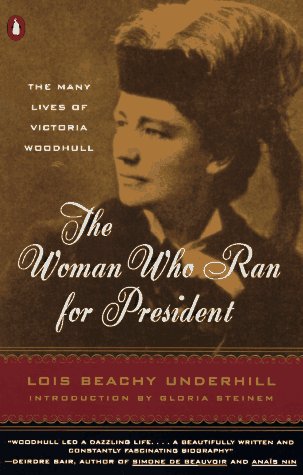 THE MANY
LIVES OF
VICTORIA
WOODHULL
The
Woman Who Ran
for President
LOIS BEACHY UNDERHILL
INTRODUCTION BY GLORIA STEINEM
"WOODHULL LED A DAZZLING LIFE. . . . A BEAUTIFULLY WRITTEN AND
CONSTANTLY FASCINATING BIOGRAPHY"
—DEIRDRE BAIR, AUTHOR OF SIMONE DE BEAUVOIR AND ANAÏS NIN